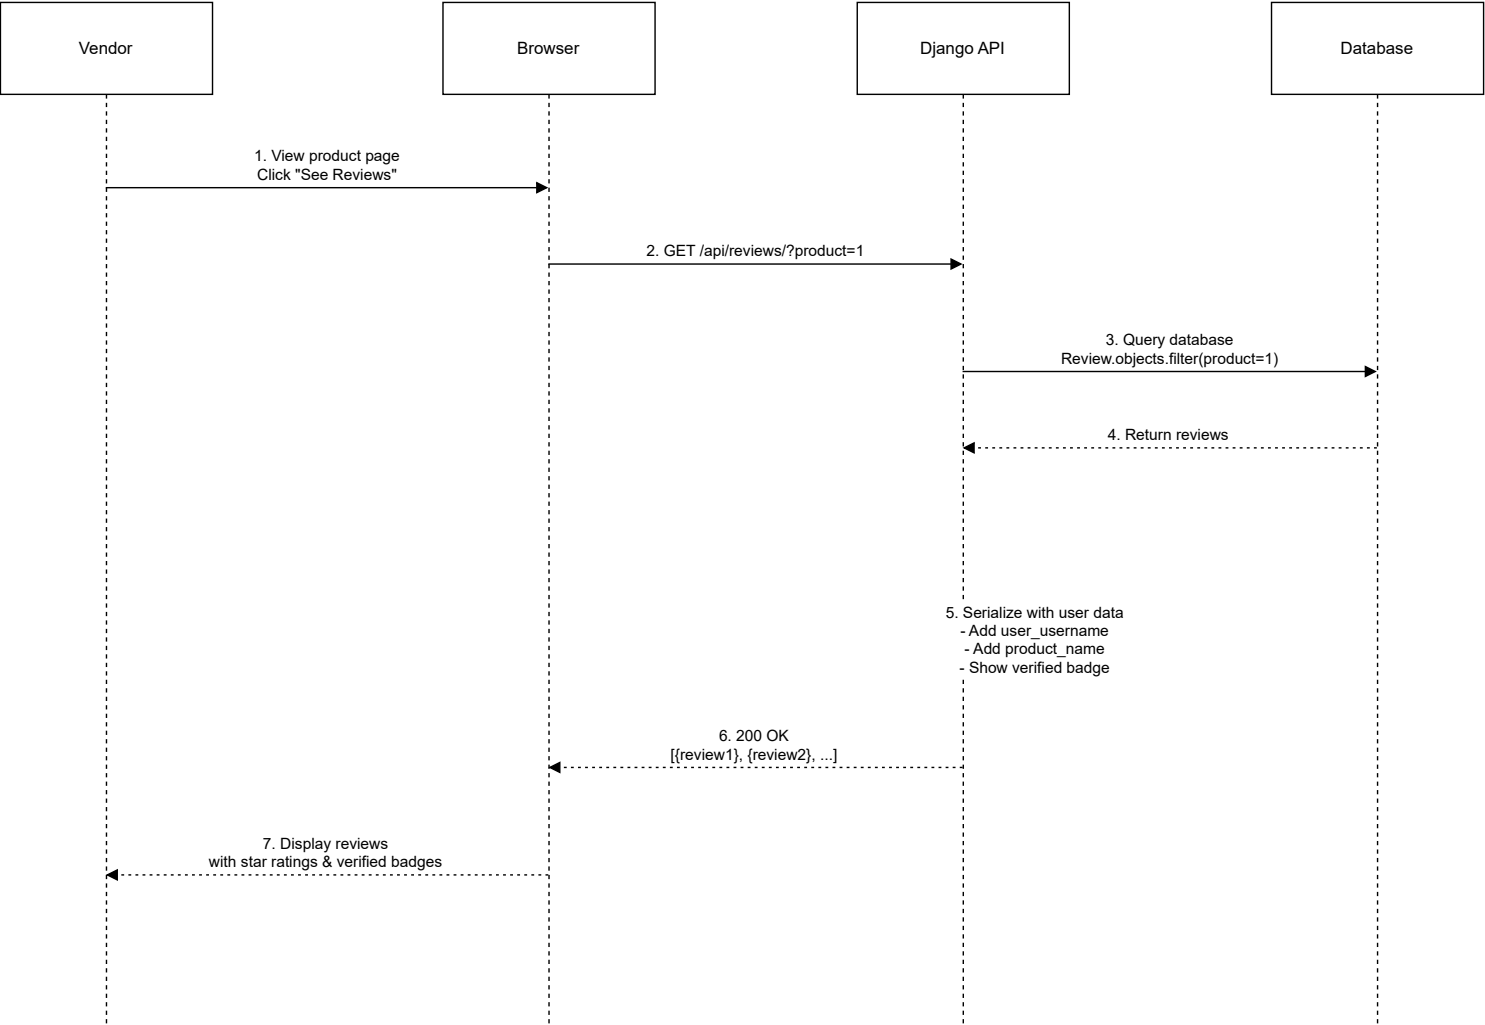 Vendor
Browser
Django API
Database
1. View product page
Click "See Reviews"
2. GET /api/reviews/?product=1
3. Query database
Review.objects.filter(product=1)
4. Return reviews
5. Serialize with user data
- Add user_username
- Add product_name
- Show verified badge
6. 200 OK
[{review1}, {review2}, ...]
7. Display reviews
with star ratings & verified badges